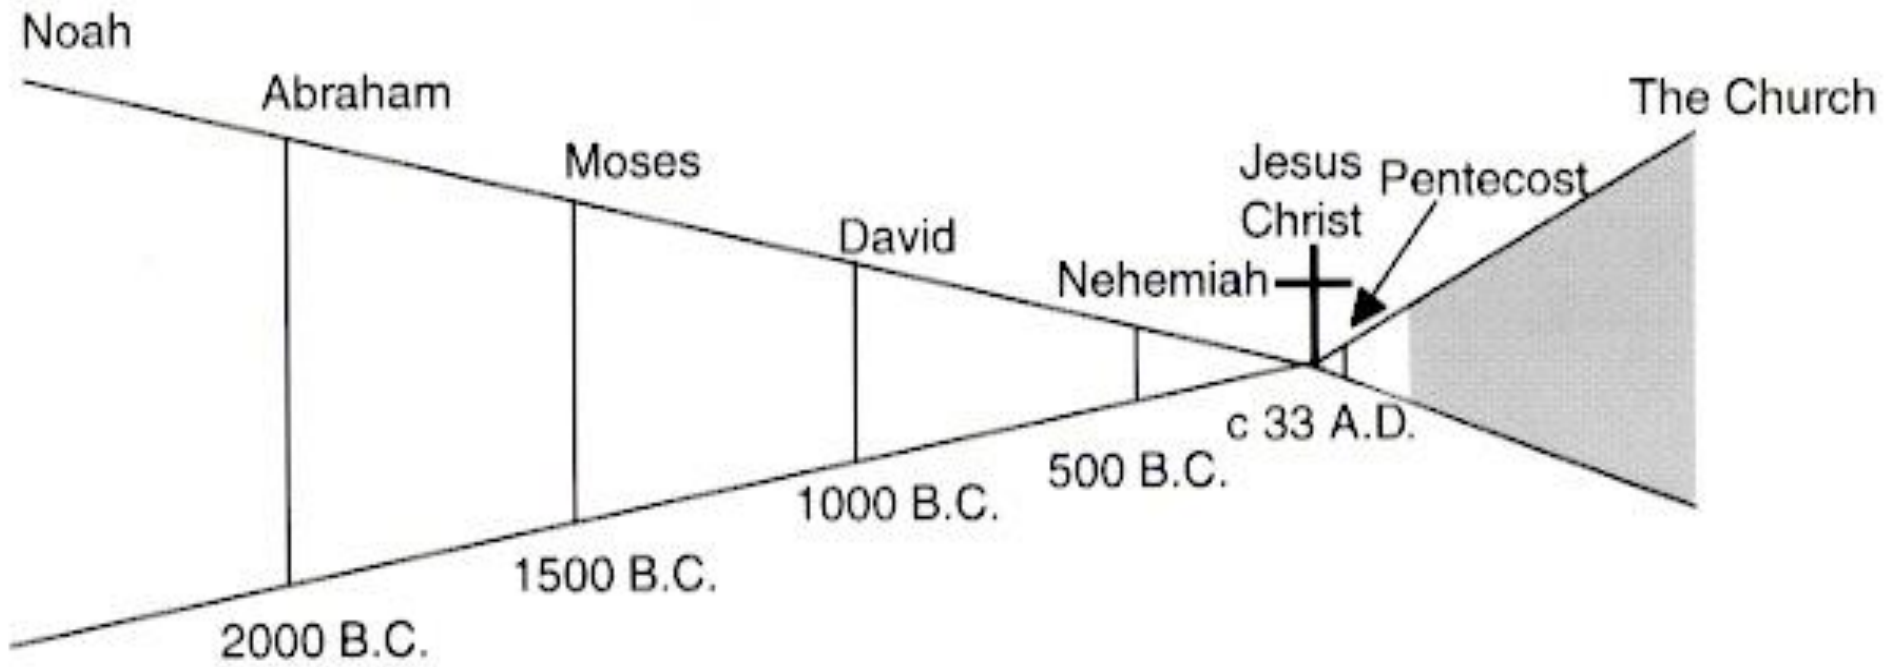 Noah
Abraham
Moses
David
Nehemiah
Jesus
Christ
Pentecost
The Church
2000 B.C.
1500 B.C.
1000 B.C.
500 B.C.
c 33 A.D.